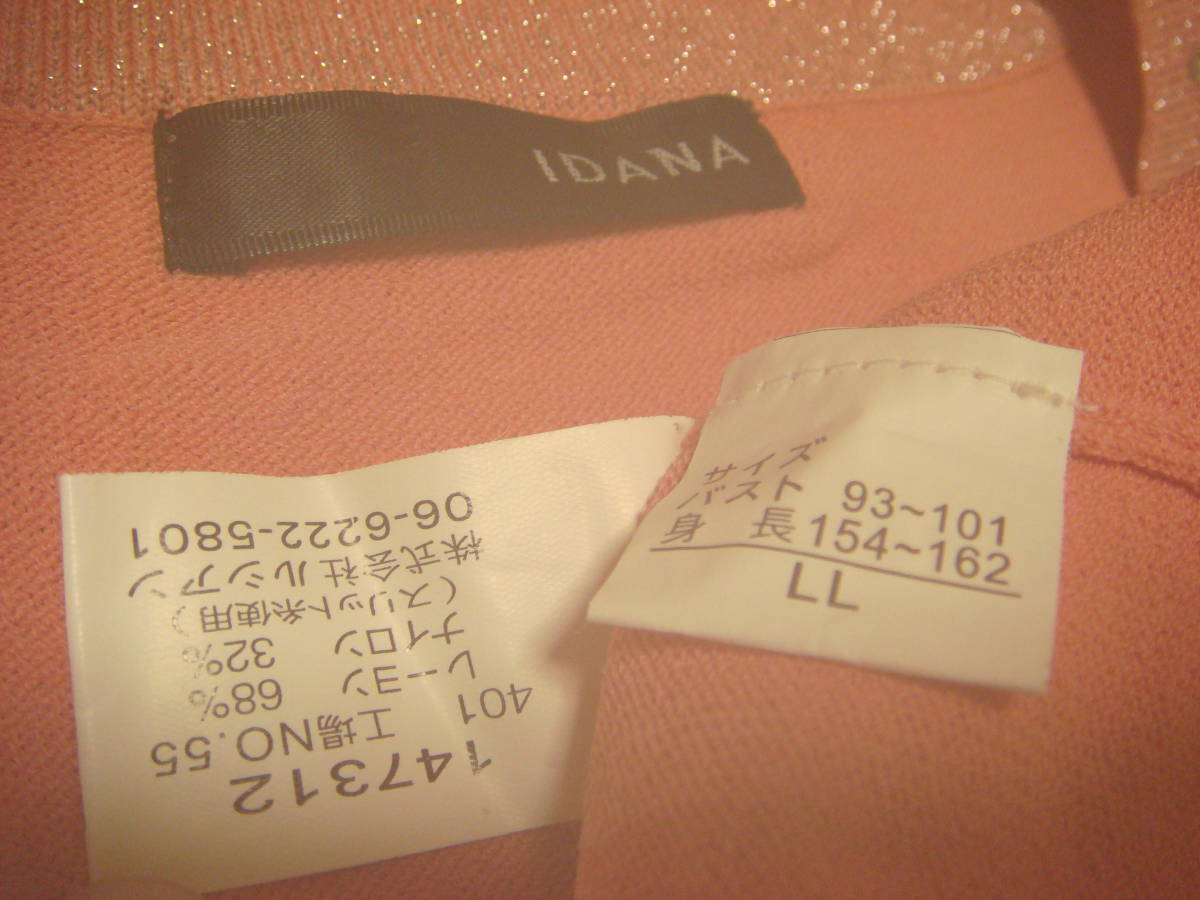 IDANA
サイズ
バスト 93~101
身 長 154~162
LL
147312
401 工場NO.55
レーヨン 68%
ナイロン 32%
(スリット糸使用)
株式会社 ルシアン
06-6222-5801